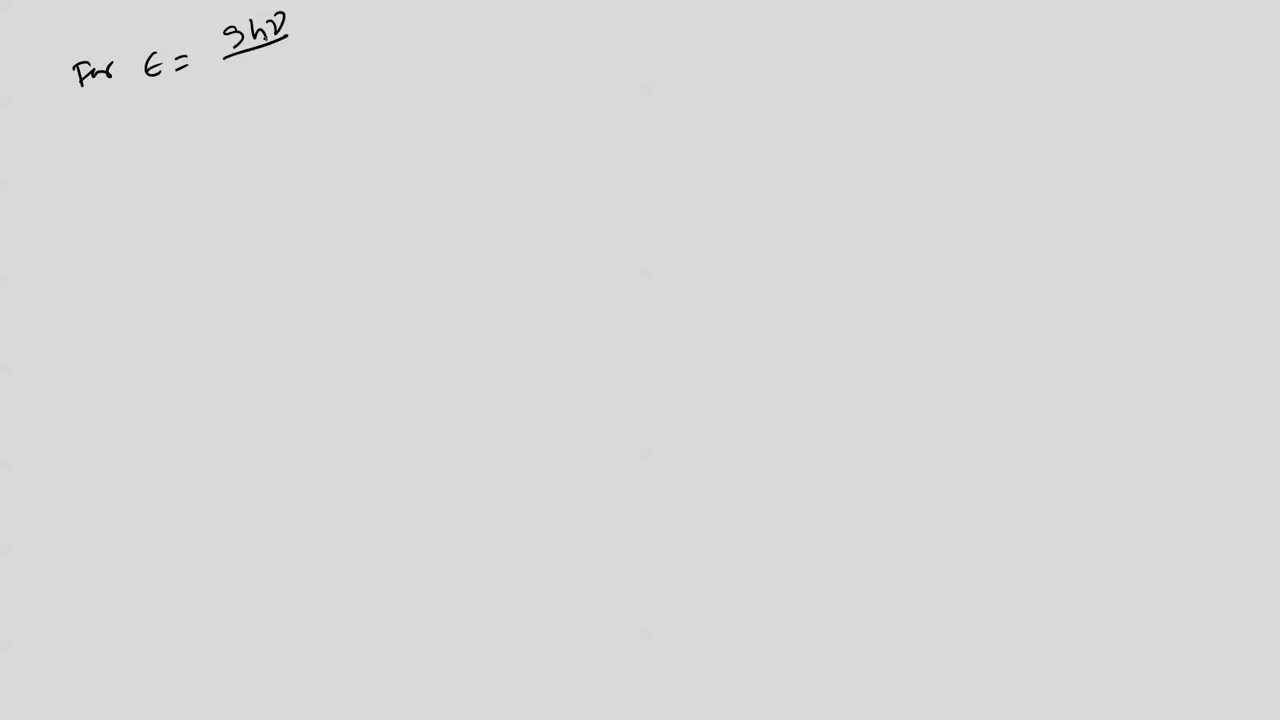 For ε = 9hν